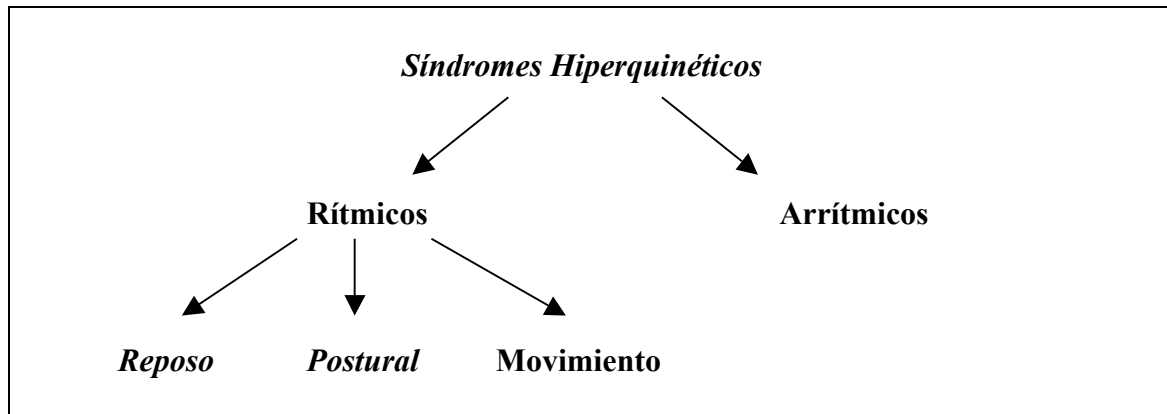 Síndromes Hiperquinéticos
Rítmicos Arrítmicos
Reposo Postural Movimiento